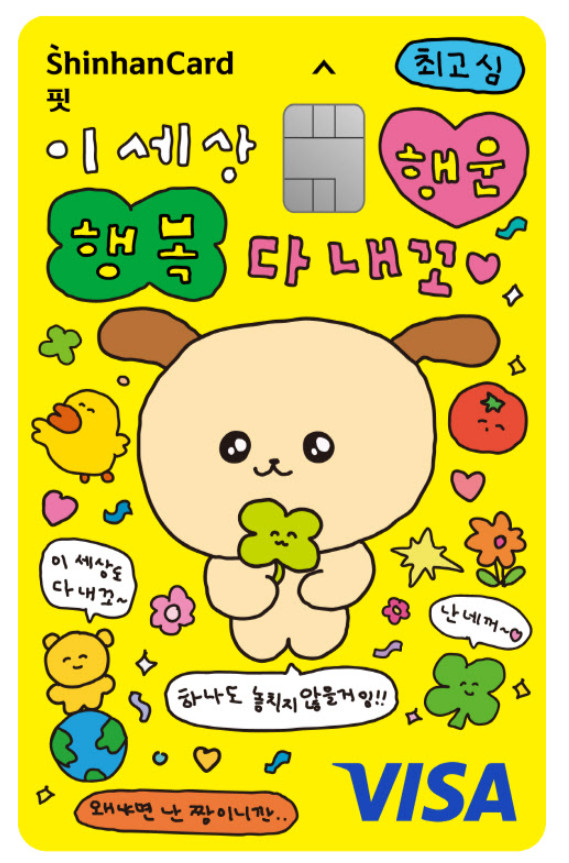 ShinhanCard
핏
최고심
이 세상
행운
행복
다 내꼬
이 세상도
다 내꼬~
난 네꺼~
하나도 놓치지 않을거임!!
왜냐면 난 짱이니깐..
VISA